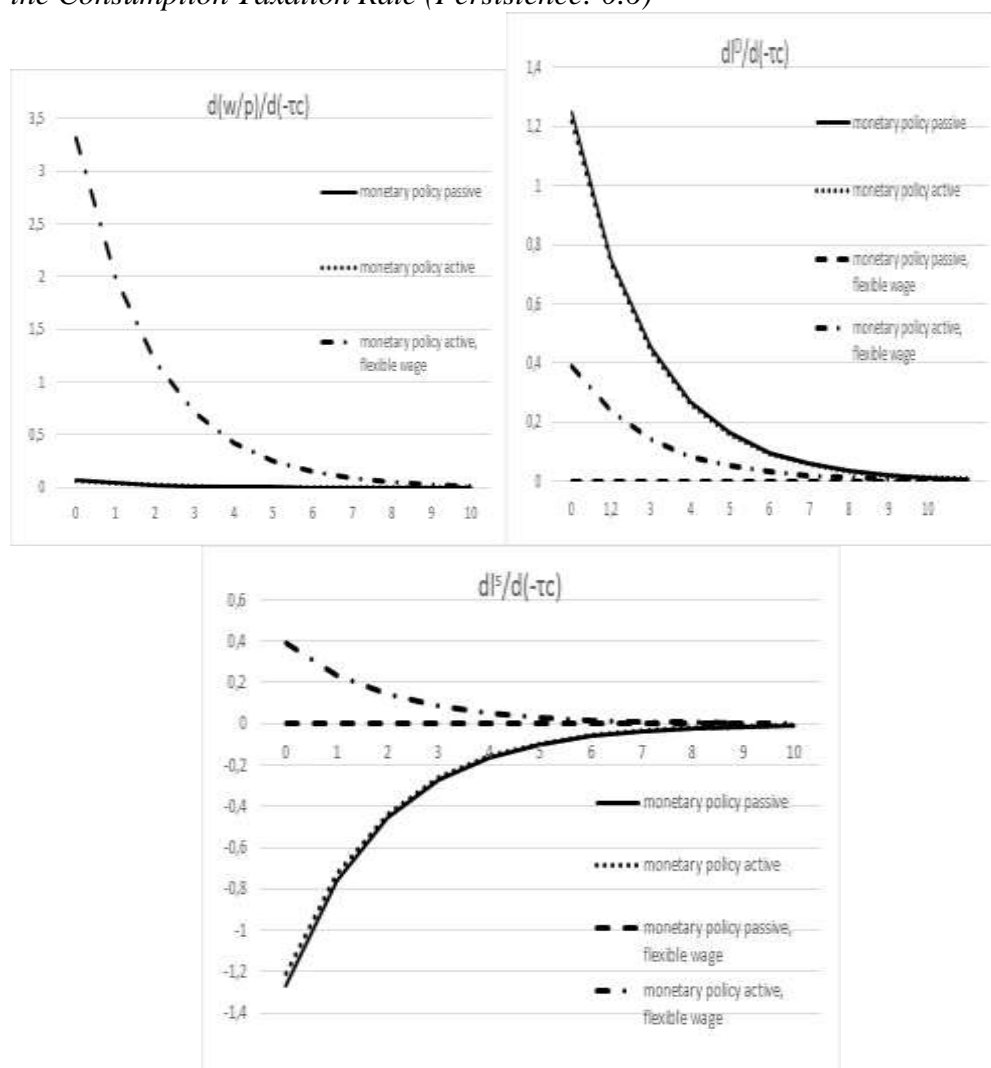 the Consumption Taxation Rate (Persistence: 0.6)
d(w/p)/d(-τc)
3,5
3
2,5
2
1,5
1
0,5
0
0 1 2 3 4 5 6 7 8 9 10
monetary policy passive
monetary policy active
monetary policy active,
flexible wage
dlᴰ/d(-τc)
1,4
1,2
1
0,8
0,6
0,4
0,2
0
0 1,2 3 4 5 6 7 8 9 10
monetary policy passive
monetary policy active
monetary policy passive,
flexible wage
monetary policy active,
flexible wage
dlˢ/d(-τc)
0,6
0,4
0,2
0
-0,2
-0,4
-0,6
-0,8
-1
-1,2
-1,4
0 1 2 3 4 5 6 7 8 9 10
monetary policy passive
monetary policy active
monetary policy passive,
flexible wage
monetary policy active,
flexible wage